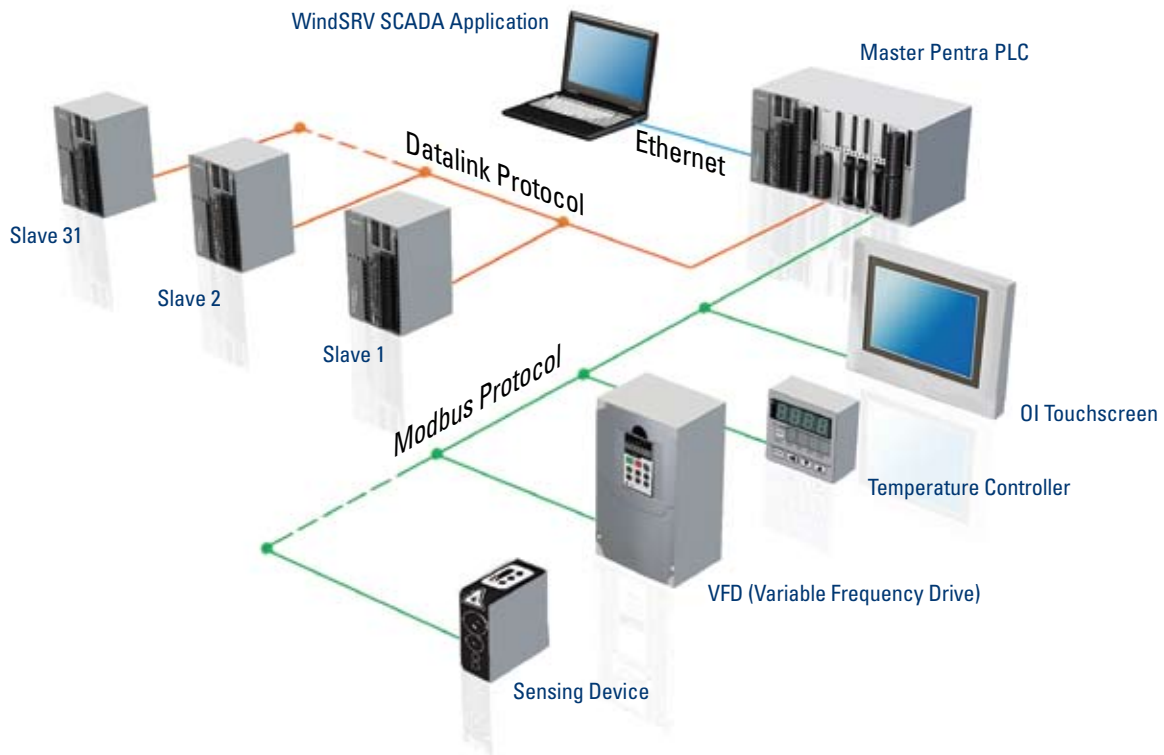 WindSRV SCADA Application
Master Pentra PLC
Ethernet
Datalink Protocol
Slave 31
Slave 2
Slave 1
Modbus Protocol
OI Touchscreen
Temperature Controller
VFD (Variable Frequency Drive)
Sensing Device